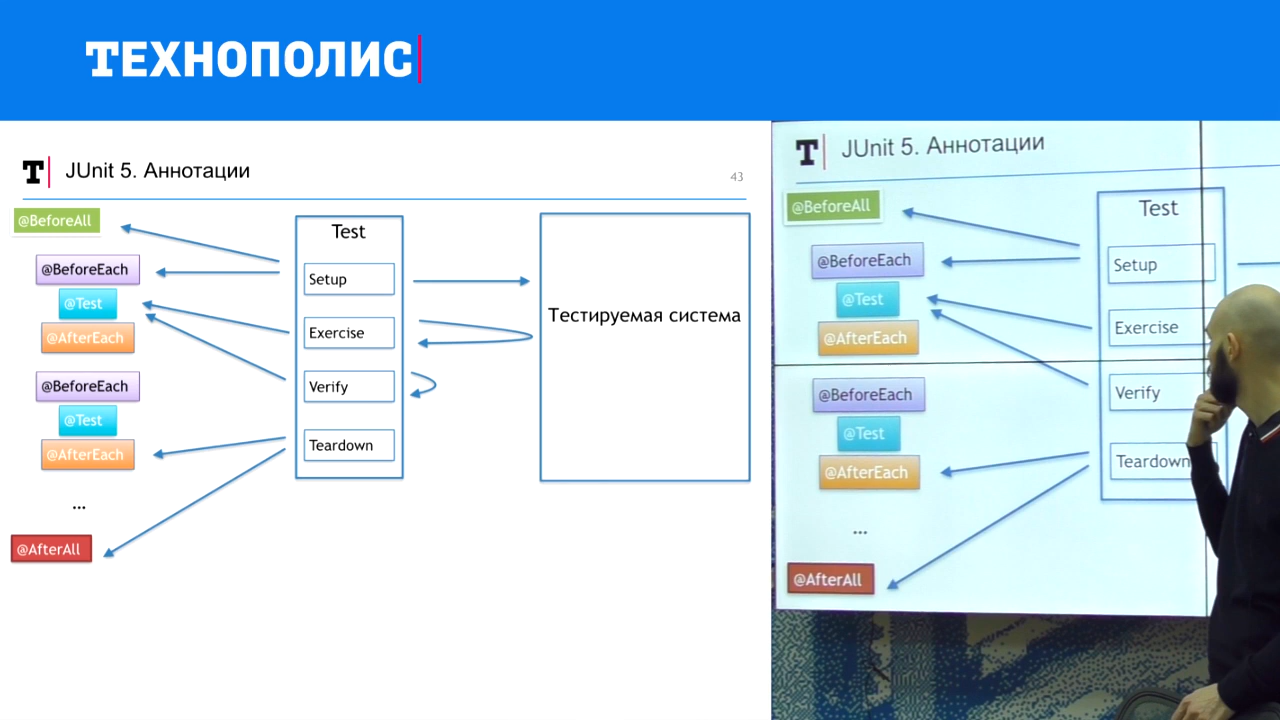 ТЕХНОПОЛИС
T
JUnit 5. Аннотации
43
@BeforeAll
@BeforeEach
@Test
@AfterEach
@BeforeEach
@Test
@AfterEach
...
@AfterAll
Test
Setup
Exercise
Verify
Teardown
Тестируемая система
T
JUnit 5. Аннотации
@BeforeAll
@BeforeEach
@Test
@AfterEach
@BeforeEach
@Test
@AfterEach
...
@AfterAll
Test
Setup
Exercise
Verify
Teardown